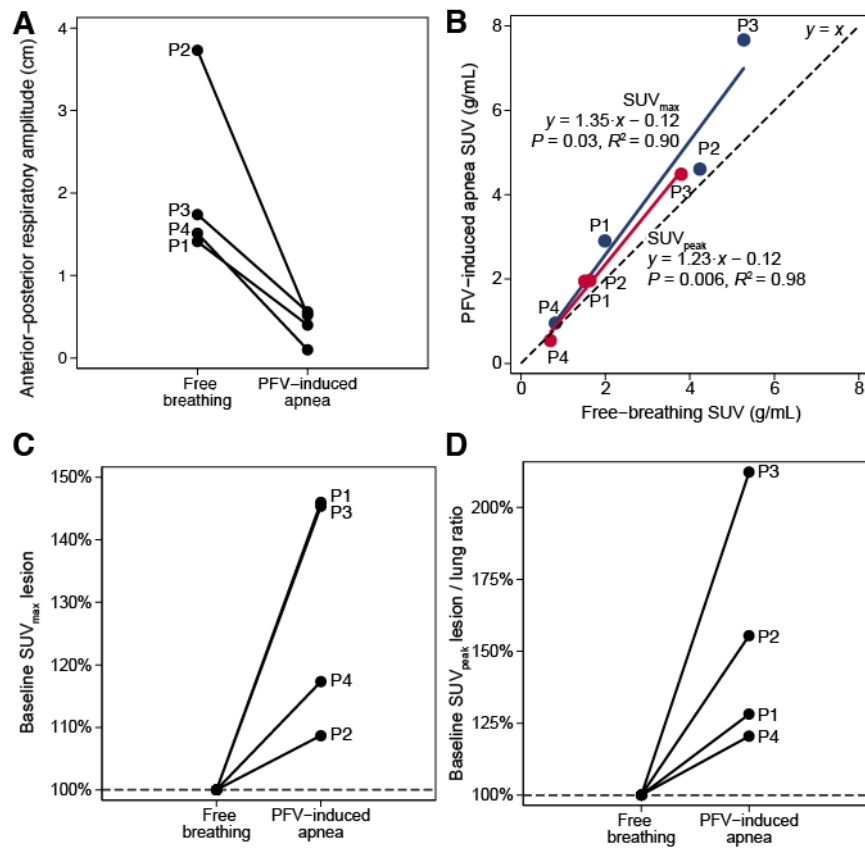 A
Anterior–posterior respiratory amplitude (cm)
4
3
2
1
0
P2
P3
P4
P1
Free
breathing
PFV–induced
apnea
B
PFV–induced apnea SUV (g/mL)
8
6
4
2
0
P3
y = x
SUVmax
y = 1.35·x – 0.12
P = 0.03, R² = 0.90
P2
P3
P1
SUVpeak
y = 1.23·x – 0.12
P = 0.006, R² = 0.98
P2
P1
P4
P4
0
2
4
6
8
Free–breathing SUV (g/mL)
C
Baseline SUVmax lesion
150%
140%
130%
120%
110%
100%
P1
P3
P4
P2
Free
breathing
PFV–induced
apnea
D
Baseline SUVpeak lesion / lung ratio
200%
175%
150%
125%
100%
P3
P2
P1
P4
Free
breathing
PFV–induced
apnea